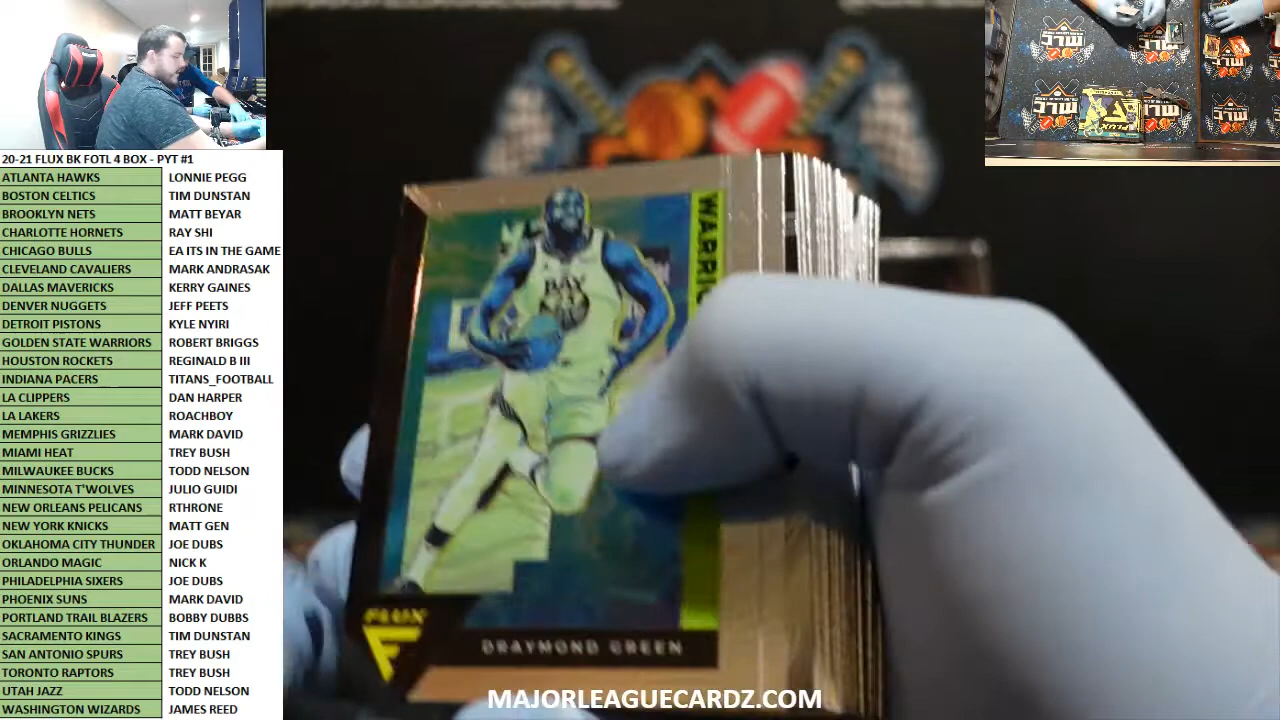 20-21 FLUX BK FOTL 4 BOX - PYT #1
ATLANTA HAWKS LONNIE PEGG
BOSTON CELTICS TIM DUNSTAN
BROOKLYN NETS MATT BEYAR
CHARLOTTE HORNETS RAY SHI
CHICAGO BULLS EA ITS IN THE GAME
CLEVELAND CAVALIERS MARK ANDRASAK
DALLAS MAVERICKS KERRY GAINES
DENVER NUGGETS JEFF PEETS
DETROIT PISTONS KYLE NYIRI
GOLDEN STATE WARRIORS ROBERT BRIGGS
HOUSTON ROCKETS REGINALD B III
INDIANA PACERS TITANS_FOOTBALL
LA CLIPPERS DAN HARPER
LA LAKERS ROACHBOY
MEMPHIS GRIZZLIES MARK DAVID
MIAMI HEAT TREY BUSH
MILWAUKEE BUCKS TODD NELSON
MINNESOTA T'WOLVES JULIO GUIDI
NEW ORLEANS PELICANS RTHRONE
NEW YORK KNICKS MATT GEN
OKLAHOMA CITY THUNDER JOE DUBS
ORLANDO MAGIC NICK K
PHILADELPHIA SIXERS JOE DUBS
PHOENIX SUNS MARK DAVID
PORTLAND TRAIL BLAZERS BOBBY DUBBS
SACRAMENTO KINGS TIM DUNSTAN
SAN ANTONIO SPURS TREY BUSH
TORONTO RAPTORS TREY BUSH
UTAH JAZZ TODD NELSON
WASHINGTON WIZARDS JAMES REED
BAY
FLUX
DRAYMOND GREEN
MAJORLEAGUECARDZ.COM